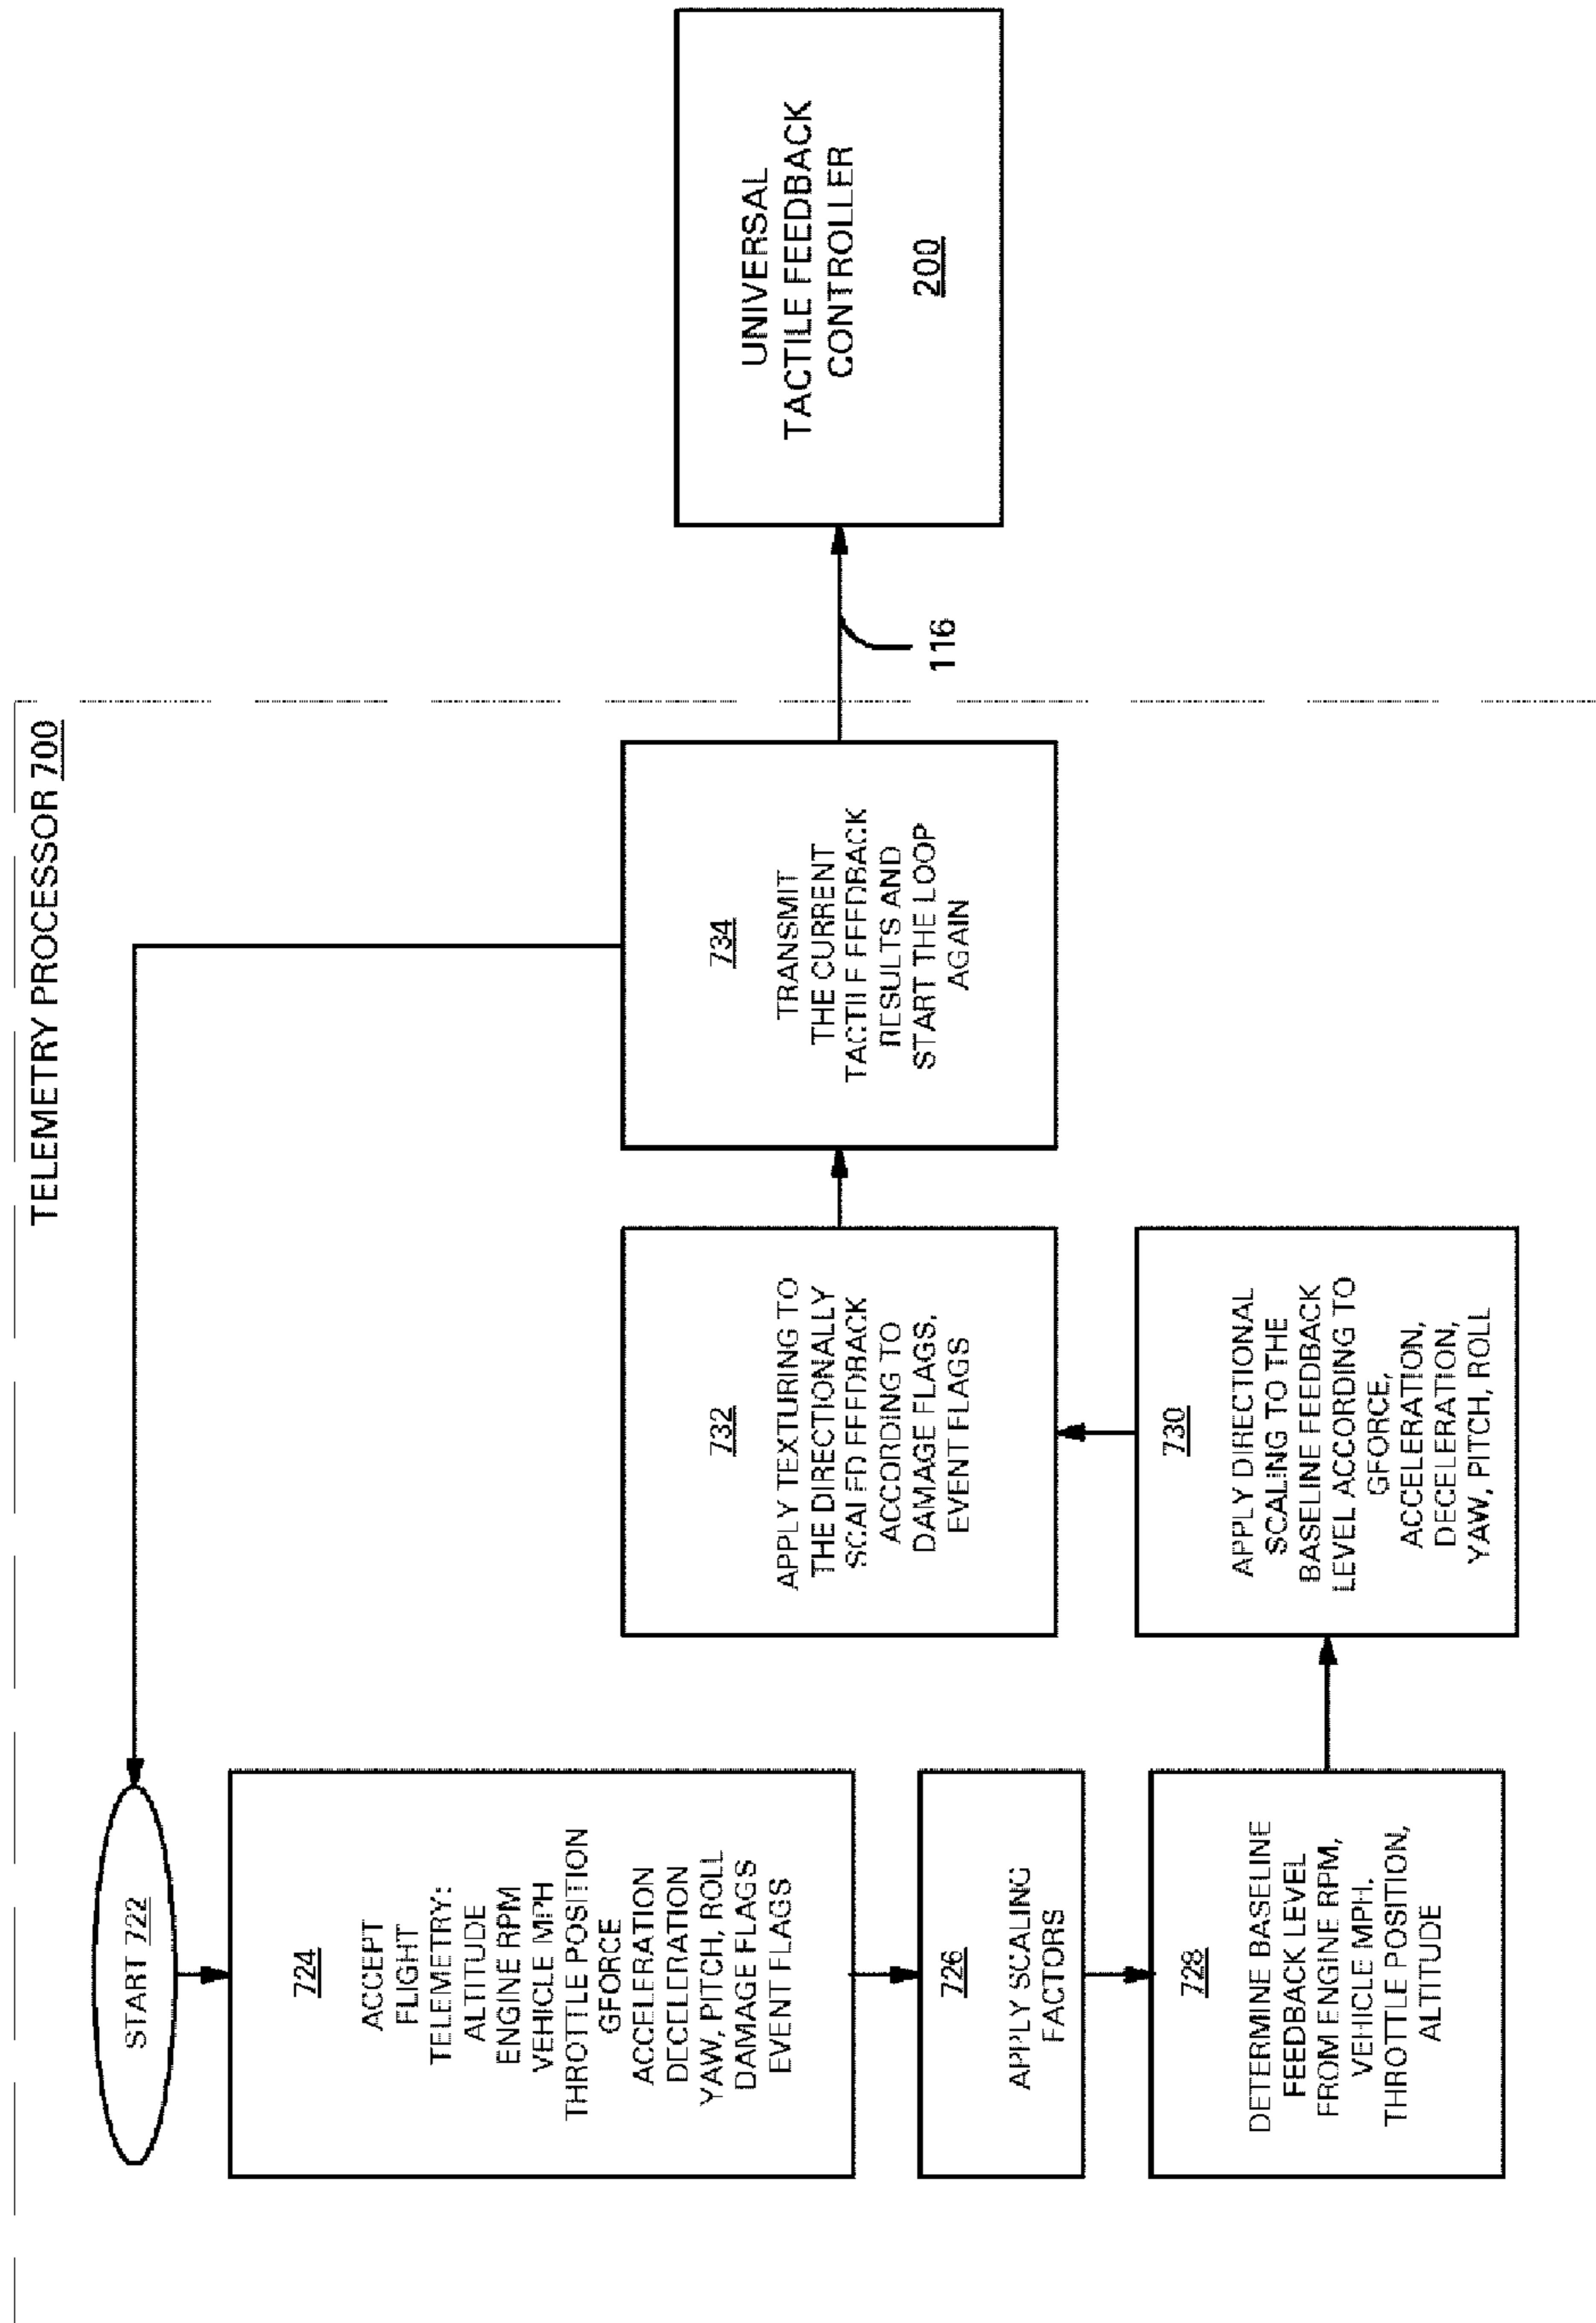 TELEMETRY PROCESSOR 700
START 722
724
ACCEPT
FLIGHT
TELEMETRY:
ALTITUDE
ENGINE RPM
VEHICLE MPH
THROTTLE POSITION
GFORCE
ACCELERATION
DECELERATION
YAW, PITCH, ROLL
DAMAGE FLAGS
EVENT FLAGS
726
APPLY SCALING
FACTORS
728
DETERMINE BASELINE
FEEDBACK LEVEL
FROM ENGINE RPM,
VEHICLE MPH,
THROTTLE POSITION,
ALTITUDE
730
APPLY DIRECTIONAL
SCALING TO THE
BASELINE FEEDBACK
LEVEL ACCORDING TO
GFORCE,
ACCELERATION,
DECELERATION,
YAW, PITCH, ROLL
732
APPLY TEXTURING TO
THE DIRECTIONALLY
SCALED FEEDBACK
ACCORDING TO
DAMAGE FLAGS,
EVENT FLAGS
734
TRANSMIT
THE CURRENT
TACTILE FEEDBACK
RESULTS AND
START THE LOOP
AGAIN
116
UNIVERSAL
TACTILE FEEDBACK
CONTROLLER
200